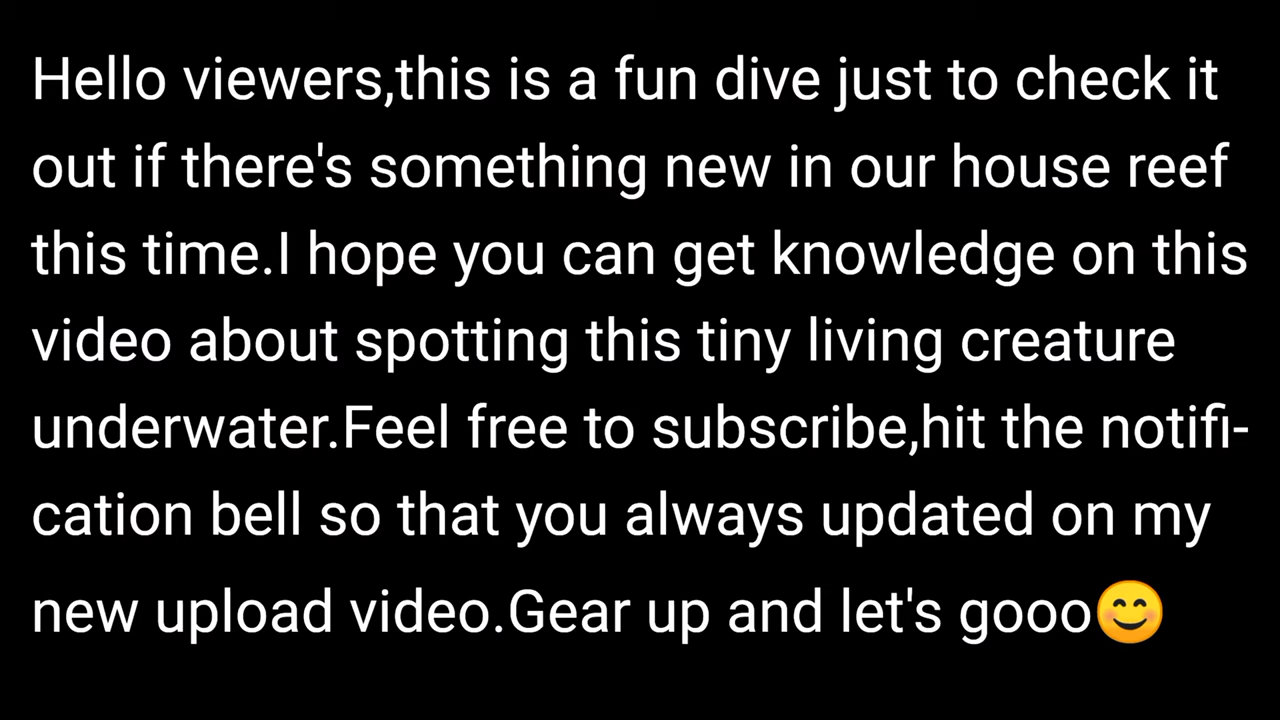 Hello viewers,this is a fun dive just to check it
out if there's something new in our house reef
this time.I hope you can get knowledge on this
video about spotting this tiny living creature
underwater.Feel free to subscribe,hit the notifi-
cation bell so that you always updated on my
new upload video.Gear up and let's gooo😊